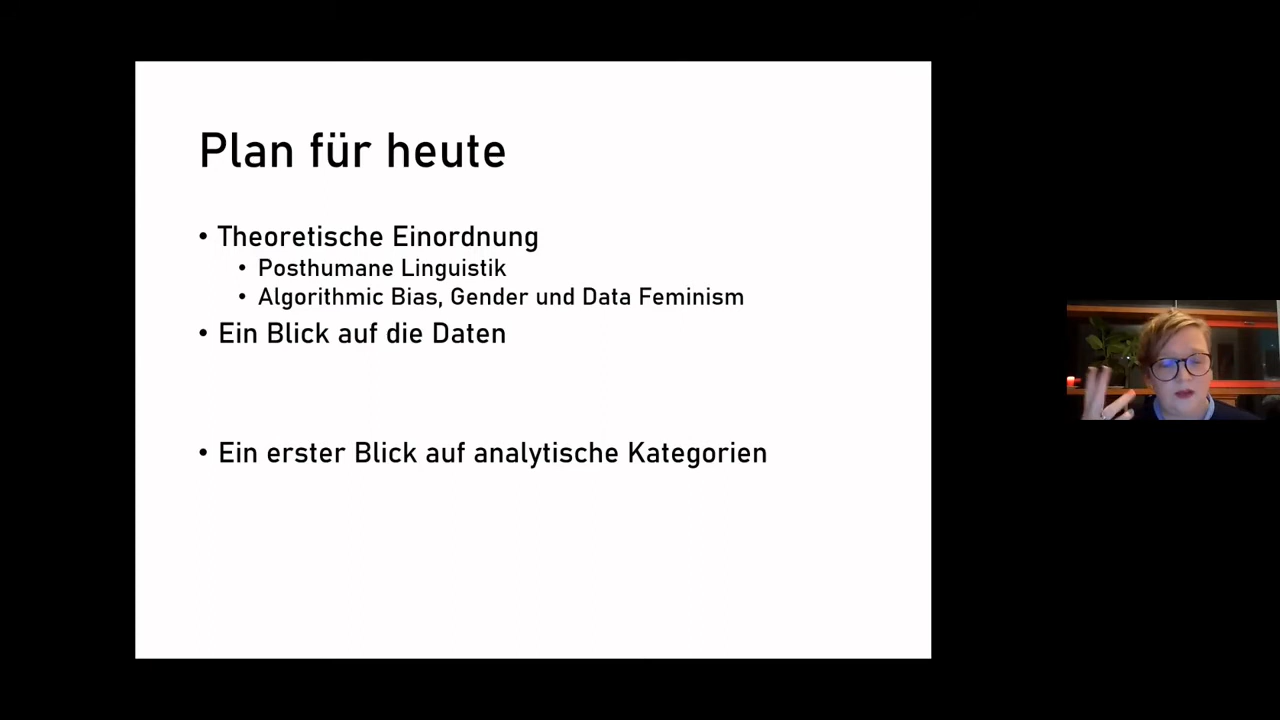 Plan für heute
• Theoretische Einordnung
• Posthumane Linguistik
• Algorithmic Bias, Gender und Data Feminism
• Ein Blick auf die Daten
• Ein erster Blick auf analytische Kategorien